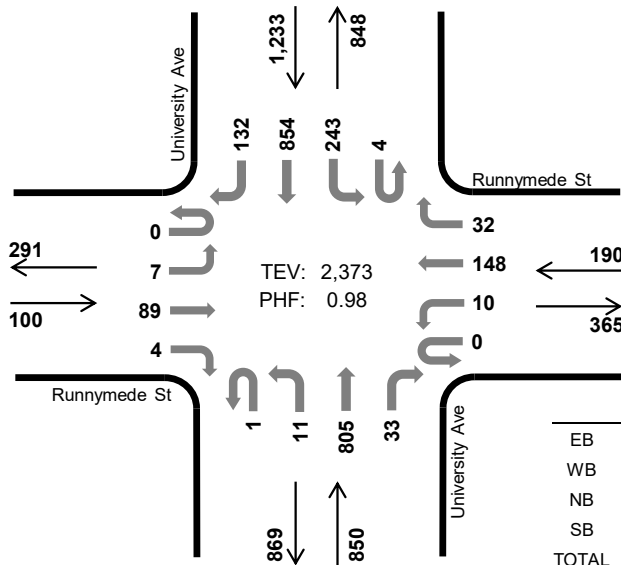 1,233
848
University Ave
132
854
243
4
Runnymede St
0
32
291
7
TEV: 2,373
148
190
PHF: 0.98
100
89
10
365
4
0
Runnymede St
1
11
805
33
University Ave
EB
WB
NB
SB
TOTAL
869
850